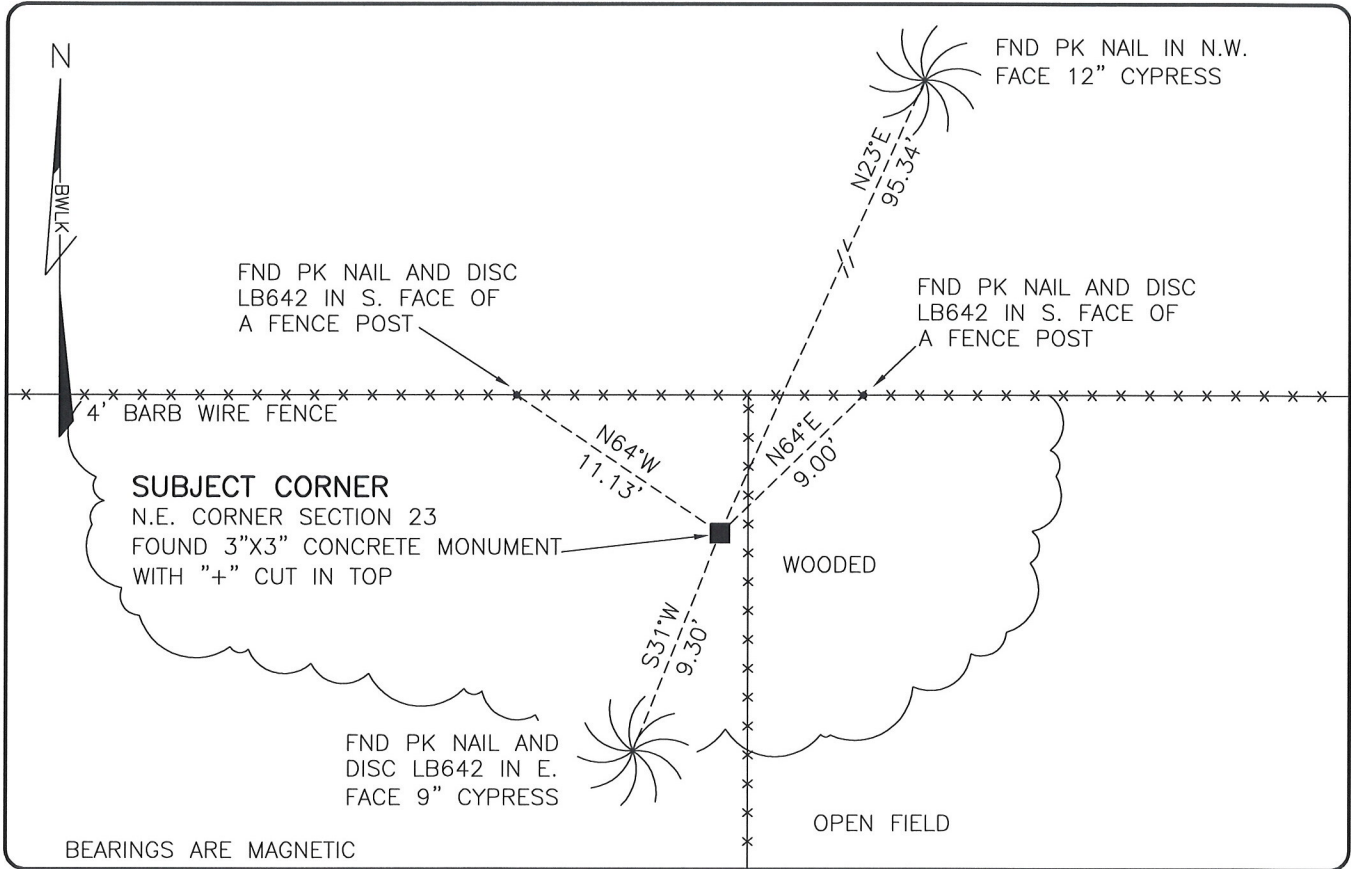 N
BWLK
FND PK NAIL IN N.W.
FACE 12" CYPRESS
N23°E
95.34'
FND PK NAIL AND DISC
LB642 IN S. FACE OF
A FENCE POST
FND PK NAIL AND DISC
LB642 IN S. FACE OF
A FENCE POST
4' BARB WIRE FENCE
N64°W
11.13'
N64°E
9.00'
SUBJECT CORNER
N.E. CORNER SECTION 23
FOUND 3"X3" CONCRETE MONUMENT
WITH "+" CUT IN TOP
WOODED
S31°W
9.30'
FND PK NAIL AND
DISC LB642 IN E.
FACE 9" CYPRESS
OPEN FIELD
BEARINGS ARE MAGNETIC